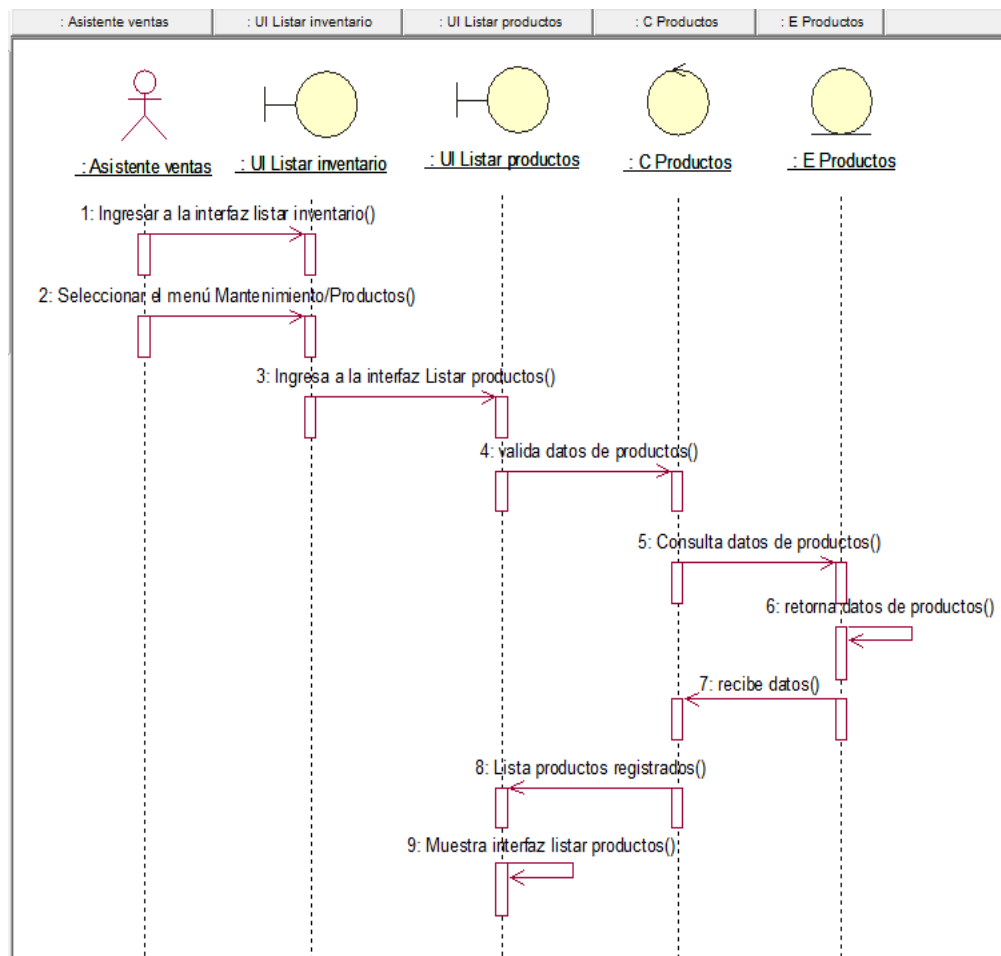 : Asistente ventas : UI Listar inventario : UI Listar productos : C Productos : E Productos
: Asistente ventas : UI Listar inventario : UI Listar productos : C Productos : E Productos
1: Ingresar a la interfaz listar inventario()
2: Seleccionar el menú Mantenimiento/Productos()
3: Ingresa a la interfaz Listar productos()
4: valida datos de productos()
5: Consulta datos de productos()
6: retorna datos de productos()
7: recibe datos()
8: Lista productos registrados()
9: Muestra interfaz listar productos()